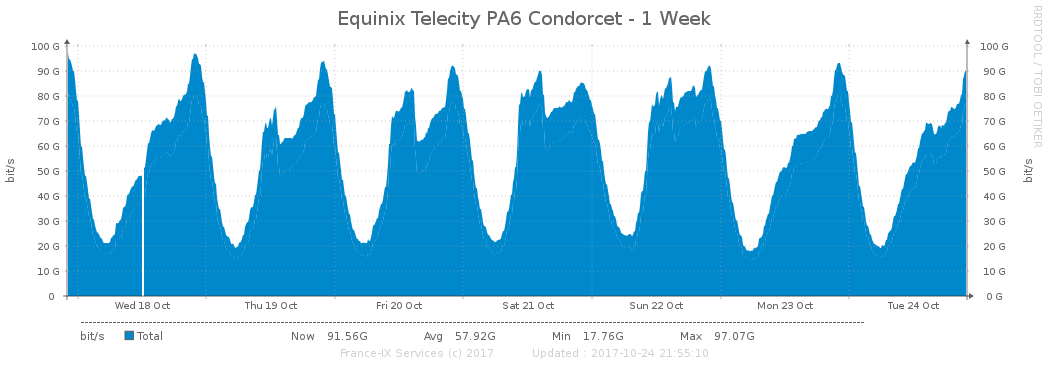 Equinix Telecity PA6 Condorcet - 1 Week
RRDTOOL / TOBI OETIKER
bit/s
100 G
90 G
80 G
70 G
60 G
50 G
40 G
30 G
20 G
10 G
0
100 G
90 G
80 G
70 G
60 G
50 G
40 G
30 G
20 G
10 G
0 G
bit/s
Wed 18 Oct Thu 19 Oct Fri 20 Oct Sat 21 Oct Sun 22 Oct Mon 23 Oct Tue 24 Oct
bit/s Total Now 91.56G Avg 57.92G Min 17.76G Max 97.07G
France-IX Services (c) 2017 Updated : 2017-10-24 21:55:10